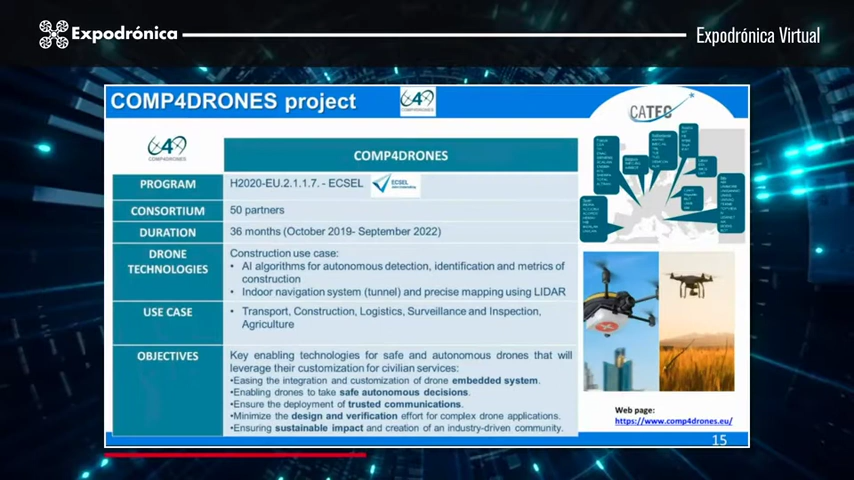 Expodrónica
Expodrónica Virtual
COMP4DRONES project
CATEC
COMP4DRONES
PROGRAM
H2020-EU.2.1.1.7. - ECSEL
ECSEL
CONSORTIUM
50 partners
DURATION
36 months (October 2019- September 2022)
DRONE
TECHNOLOGIES
Construction use case:
• AI algorithms for autonomous detection, identification and metrics of
construction
• Indoor navigation system (tunnel) and precise mapping using LIDAR
USE CASE
• Transport, Construction, Logistics, Surveillance and Inspection,
Agriculture
OBJECTIVES
Key enabling technologies for safe and autonomous drones that will
leverage their customization for civilian services:
•Easing the integration and customization of drone embedded system.
•Enabling drones to take safe autonomous decisions.
•Ensure the deployment of trusted communications.
•Minimize the design and verification effort for complex drone applications.
•Ensuring sustainable impact and creation of an industry-driven community.
Web page:
https://www.comp4drones.eu/
15